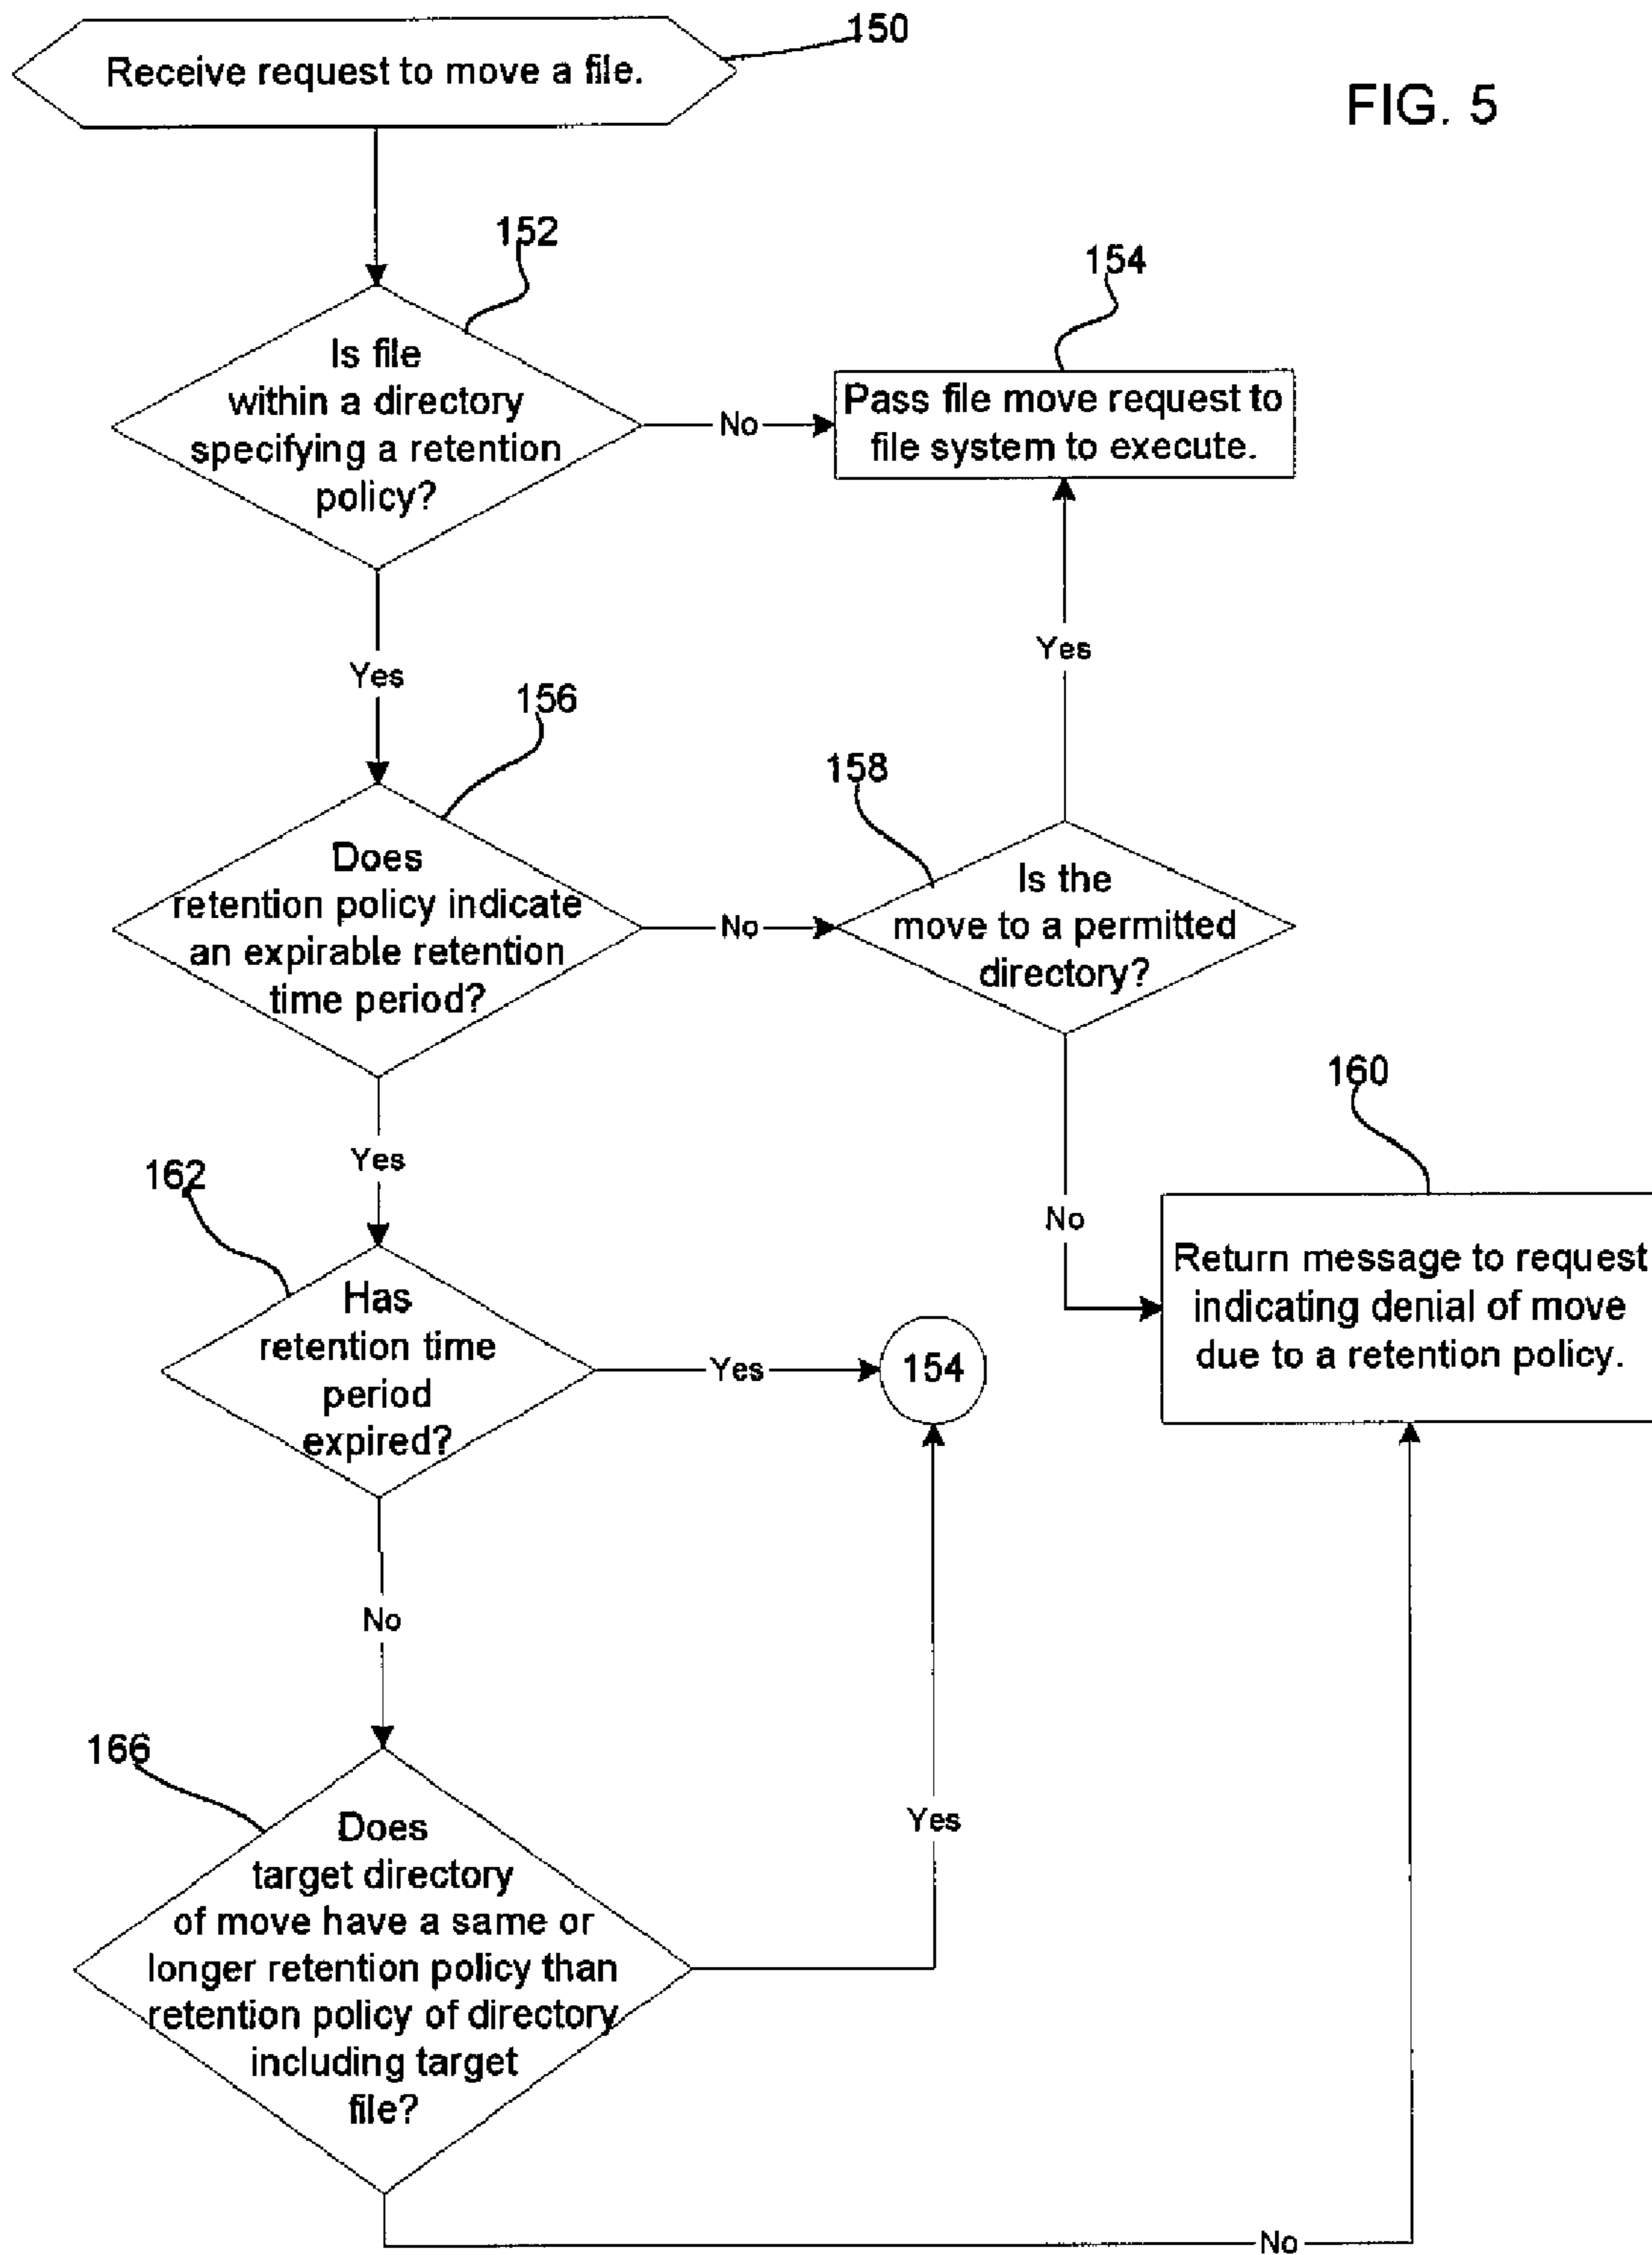 150
Receive request to move a file.
FIG. 5
152
154
Is file
within a directory
specifying a retention
policy?
No
Pass file move request to
file system to execute.
Yes
Yes
156
158
Does
retention policy indicate
an expirable retention
time period?
No
Is the
move to a permitted
directory?
160
Yes
162
No
Return message to request
indicating denial of move
due to a retention policy.
Has
retention time
period
expired?
Yes
154
No
166
Does
target directory
of move have a same or
longer retention policy than
retention policy of directory
including target
file?
Yes
No